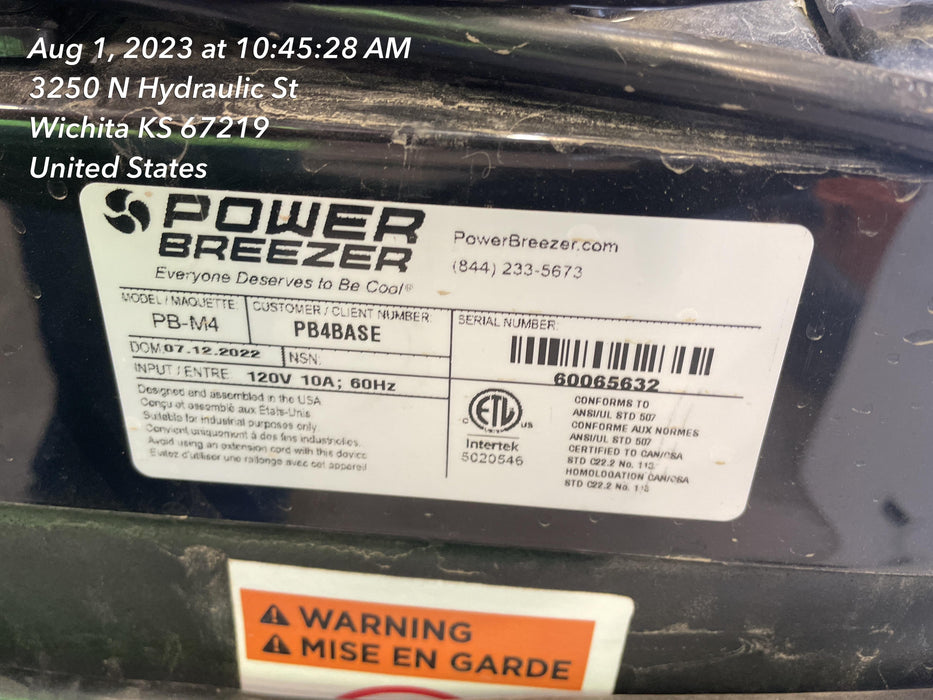 Aug 1, 2023 at 10:45:28 AM
3250 N Hydraulic St
Wichita KS 67219
United States
POWER
BREEZER
Everyone Deserves to Be Cool®
PowerBreezer.com
(844) 233-5673
MODEL / MAQUETTE:
PB-M4
CUSTOMER / CLIENT NUMBER:
PB4BASE
SERIAL NUMBER:
60065632
DOM: 07.12.2022
NSN:
INPUT / ENTRE: 120V 10A; 60Hz
Designed and assembled in the USA
Conçu et assemblé aux États-Unis
Suitable for industrial purposes only.
Convient uniquement à des fins industrielles.
Avoid using an extension cord with this device
Évitez d'utiliser une rallonge avec cet appareil
C ETL US
Intertek
5020546
CONFORMS TO
ANSI/UL STD 507
CONFORME AUX NORMES
ANSI/UL STD 507
CERTIFIED TO CAN/CSA
STD C22.2 No. 113
HOMOLOGATION CAN/CSA
STD C22.2 No. 113
WARNING
MISE EN GARDE